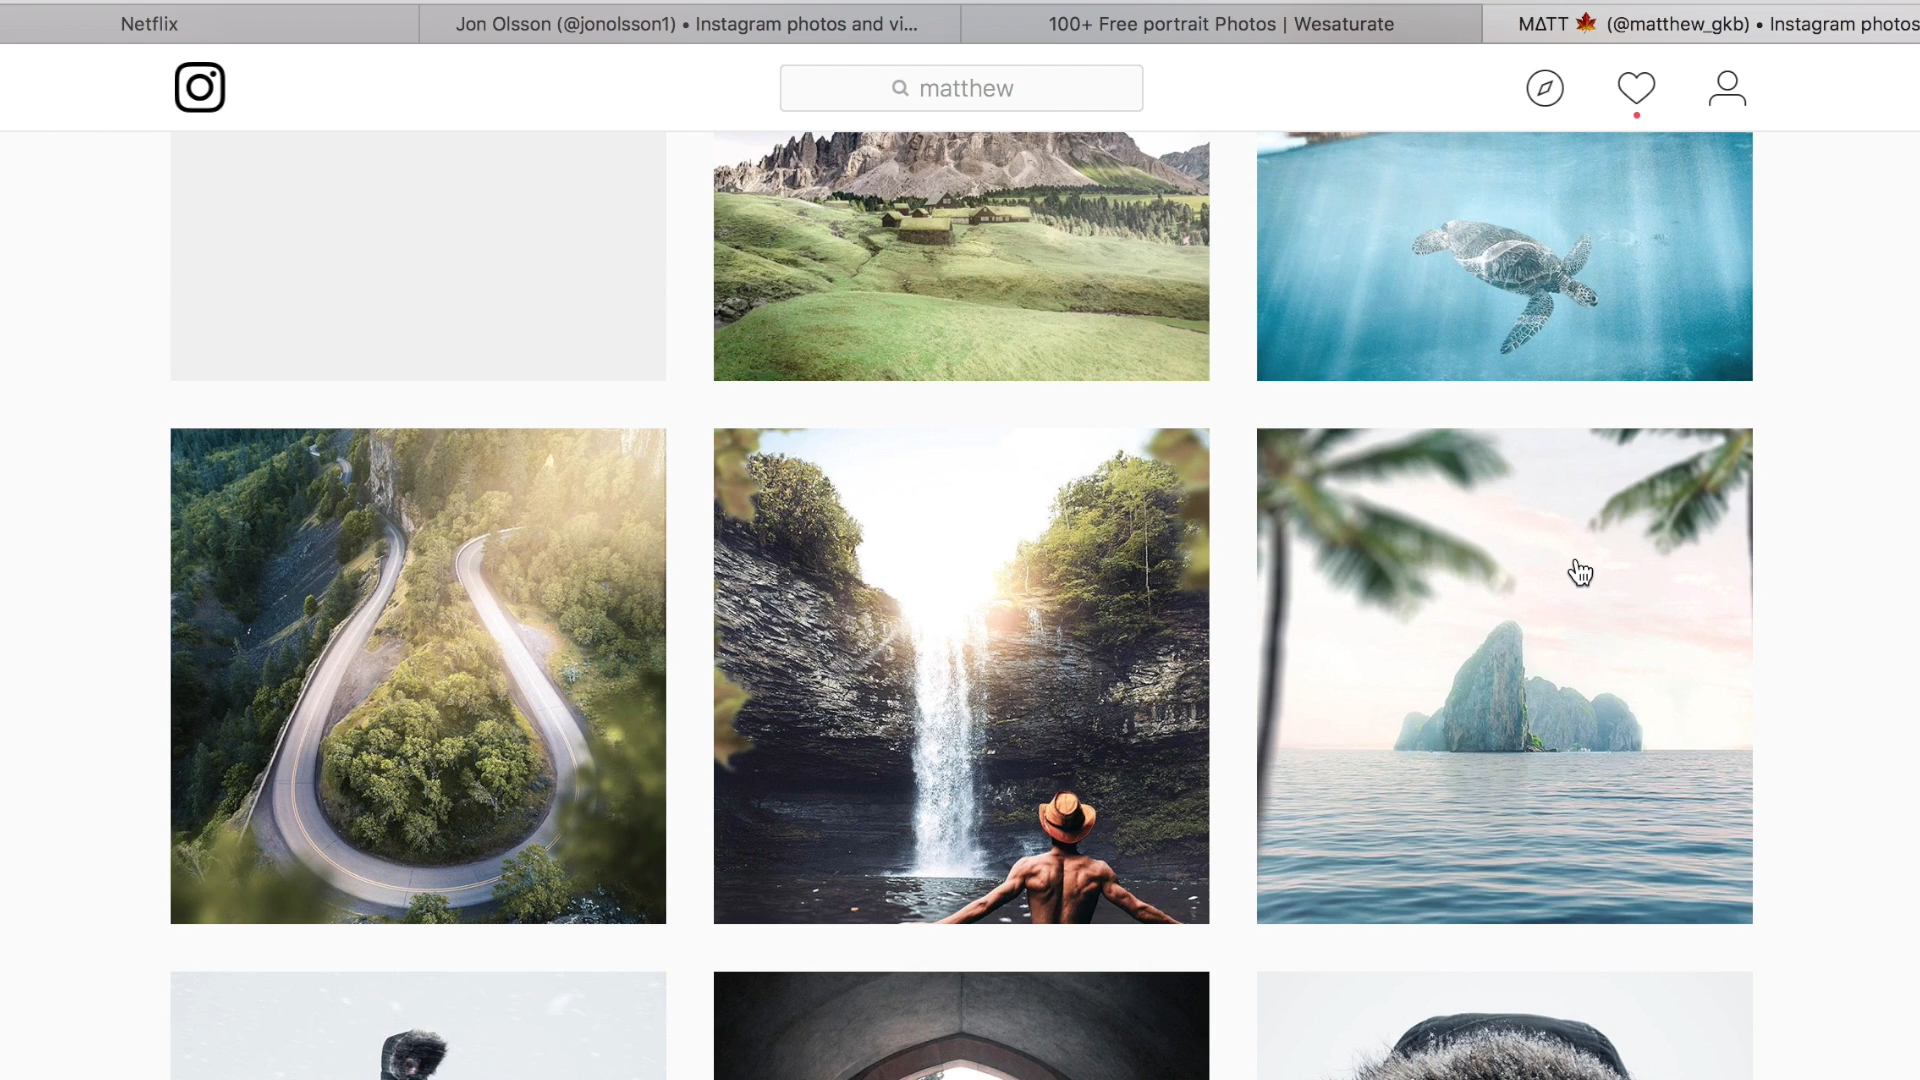 Netflix
Jon Olsson (@jonolsson1) • Instagram photos and vi...
100+ Free portrait Photos | Wesaturate
MΔTT 🍁 (@matthew_gkb) • Instagram photos
matthew